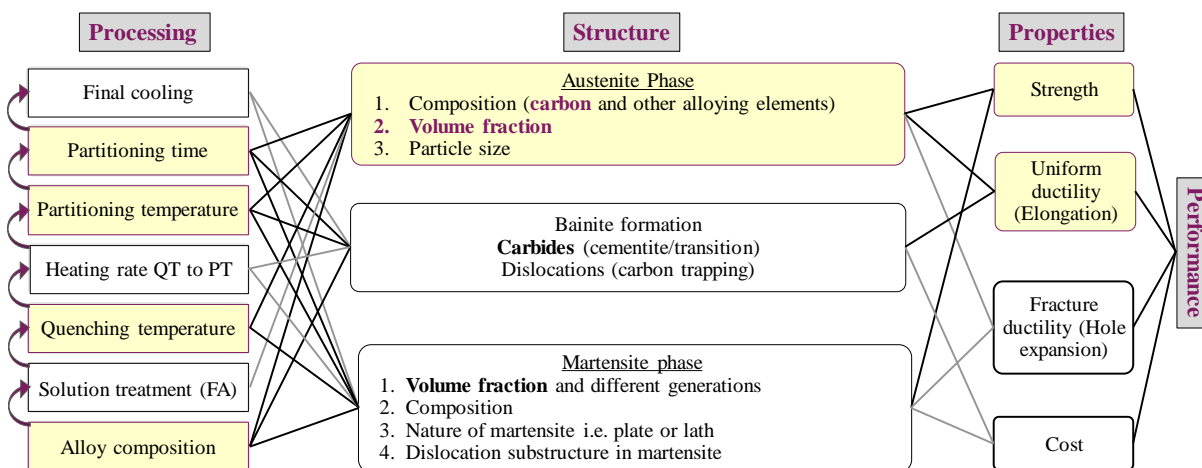 Processing
Structure
Properties
Final cooling
Partitioning time
Partitioning temperature
Heating rate QT to PT
Quenching temperature
Solution treatment (FA)
Alloy composition
Austenite Phase
1. Composition (carbon and other alloying elements)
2. Volume fraction
3. Particle size
Bainite formation
Carbides (cementite/transition)
Dislocations (carbon trapping)
Martensite phase
1. Volume fraction and different generations
2. Composition
3. Nature of martensite i.e. plate or lath
4. Dislocation substructure in martensite
Strength
Uniform
ductility
(Elongation)
Fracture
ductility (Hole
expansion)
Cost
Performance